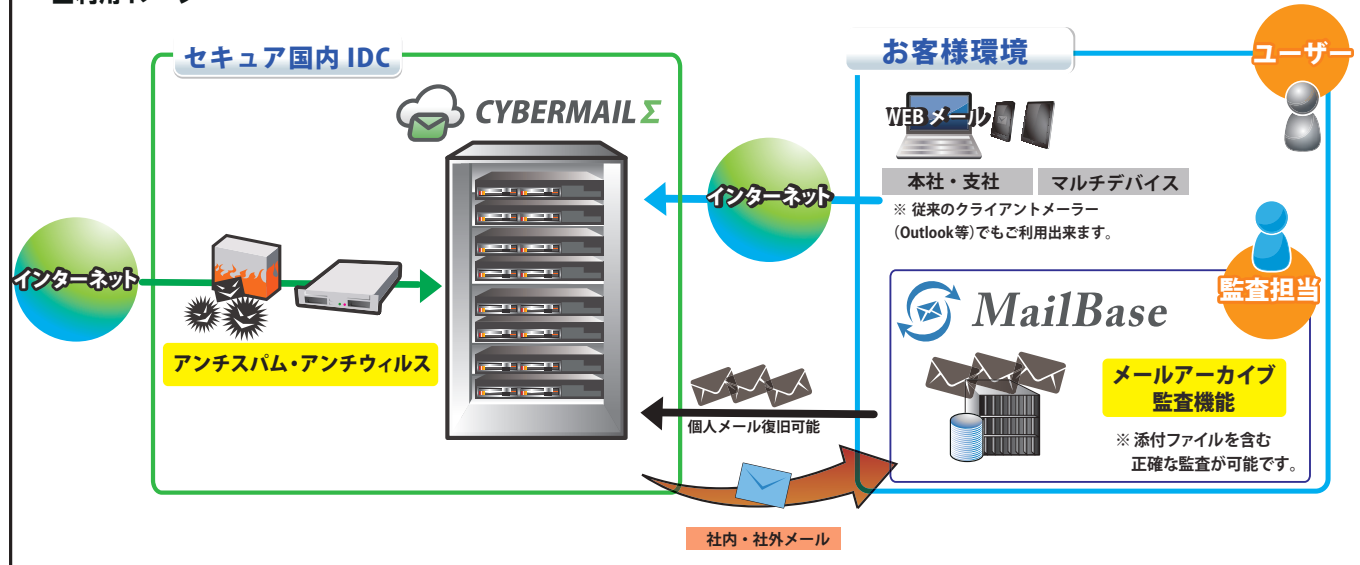 セキュア国内 IDC
お客様環境
ユーザー
CYBERMAIL Σ
WEB メール
本社・支社
マルチデバイス
インターネット
※ 従来のクライアントメーラー
(Outlook等)でもご利用出来ます。
インターネット
監査担当
MailBase
アンチスパム・アンチウィルス
メールアーカイブ
監査機能
個人メール復旧可能
※ 添付ファイルを含む
正確な監査が可能です。
社内・社外メール